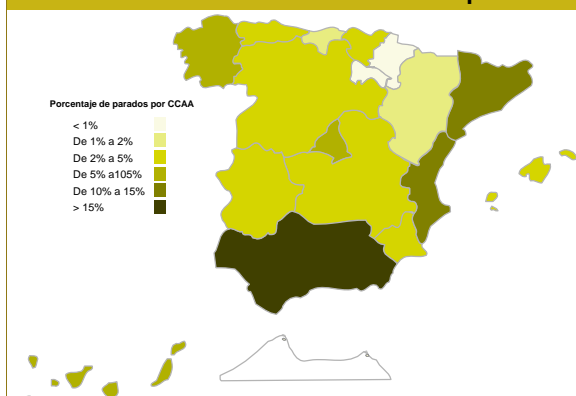 Porcentaje de parados por CCAA
< 1%
De 1% a 2%
De 2% a 5%
De 5% a105%
De 10% a 15%
> 15%